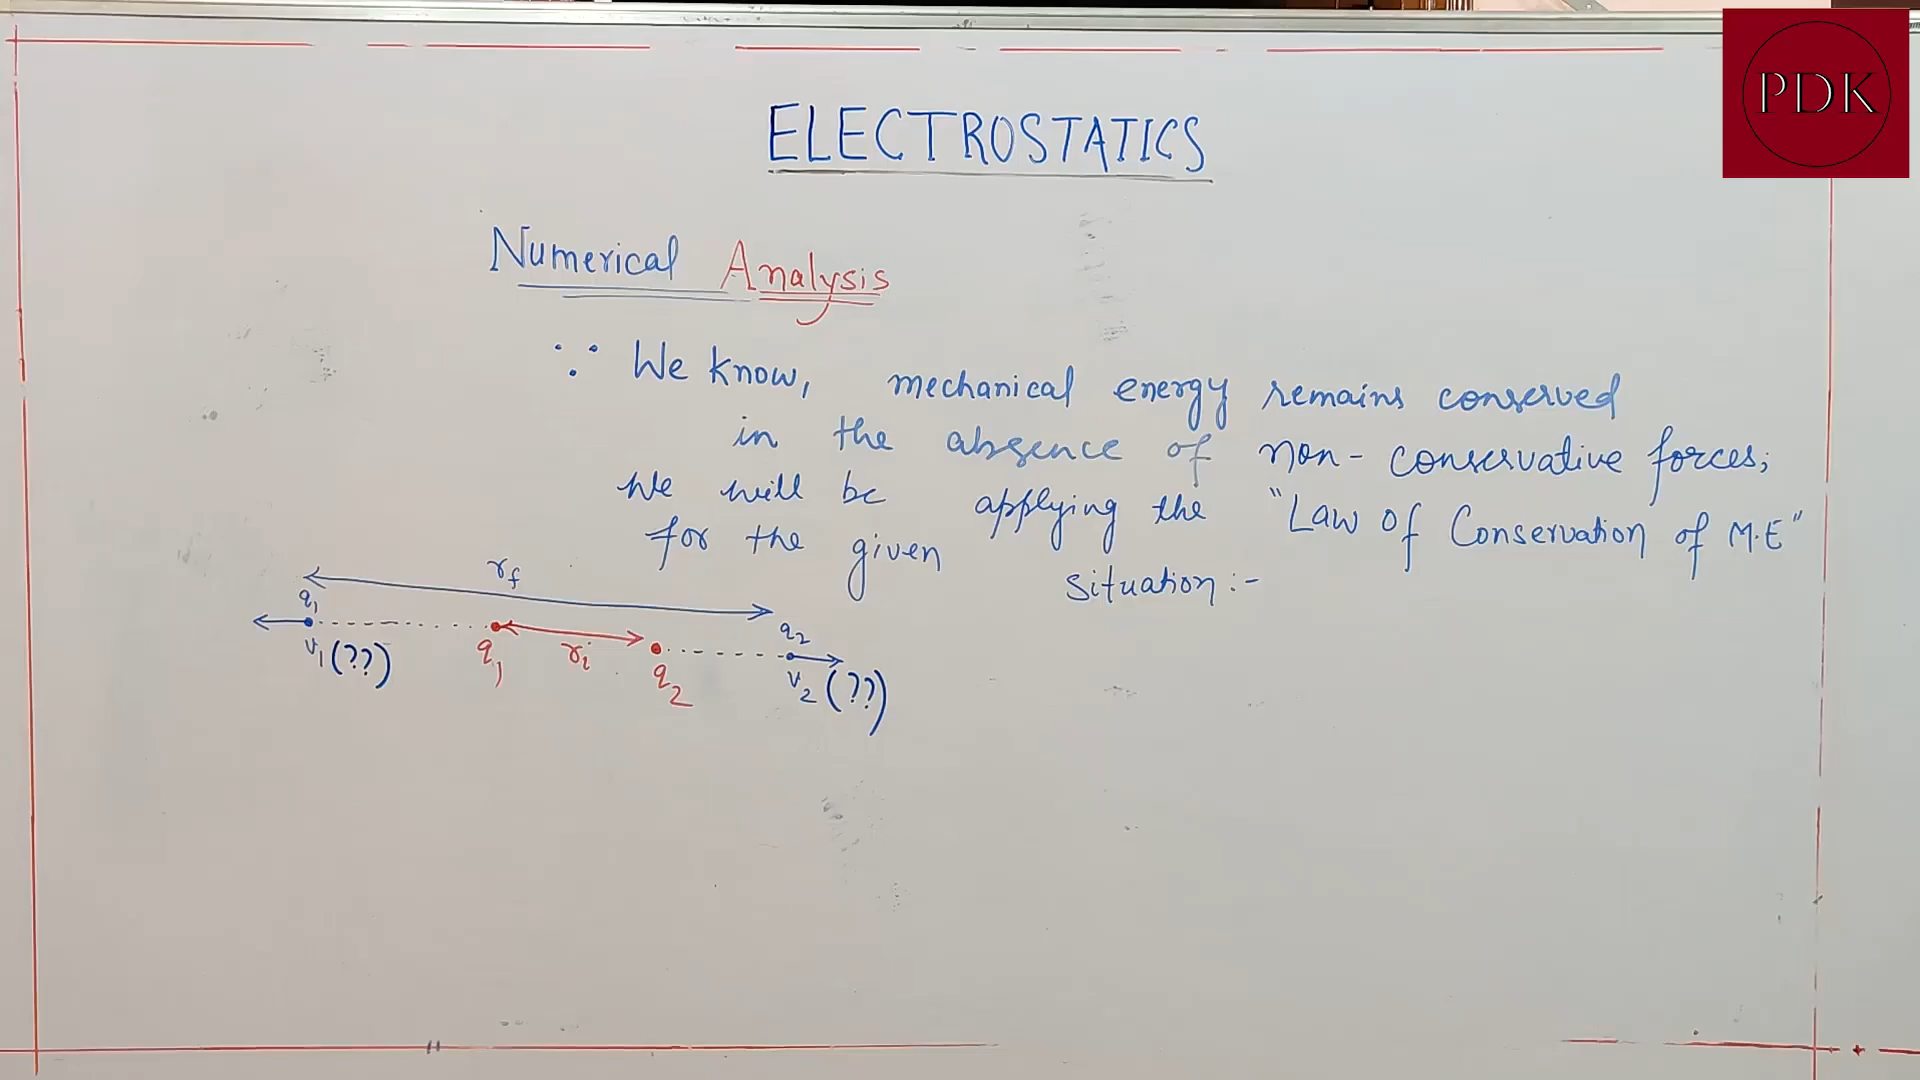 PDK
ELECTROSTATICS
Numerical Analysis
∵ We know, mechanical energy remains conserved
in the absence of non-conservative forces;
We will be applying the "Law of Conservation of M.E"
for the given situation:-
rf
q1 q2
v1(??) q1 ri q2 v2(??)